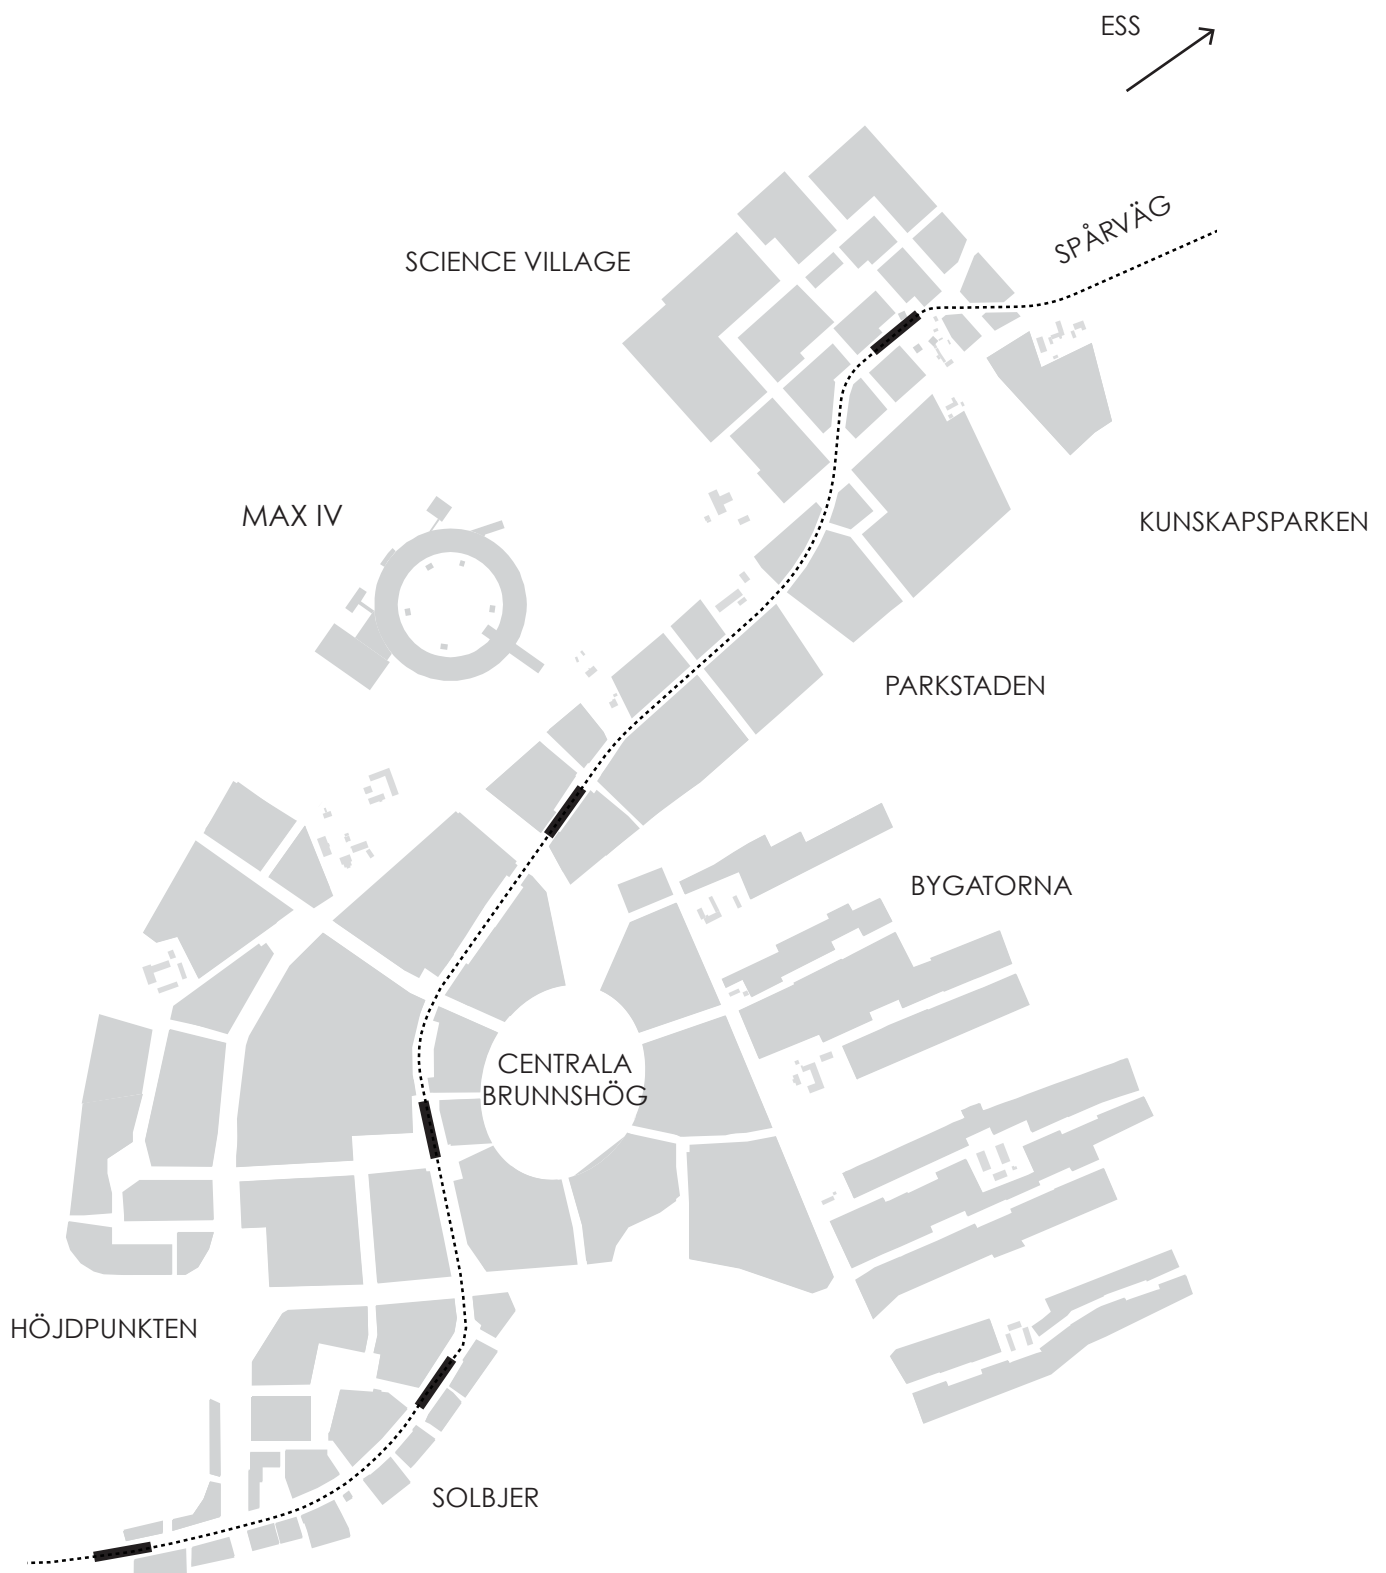 ESS
SPÅRVÄG
SCIENCE VILLAGE
MAX IV
KUNSKAPSPARKEN
PARKSTADEN
BYGATORNA
CENTRALA
BRUNNSHÖG
HÖJDPUNKTEN
SOLBJER